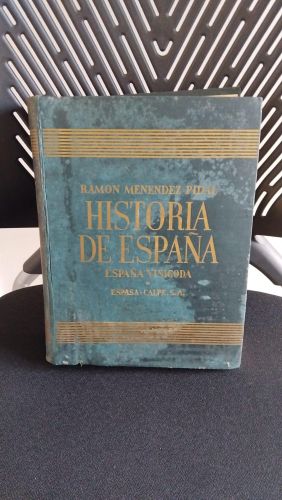 RAMON MENENDEZ PIDAL
HISTORIA
DE ESPAÑA
ESPAÑA VISIGODA
ESPASA-CALPE, S.A.